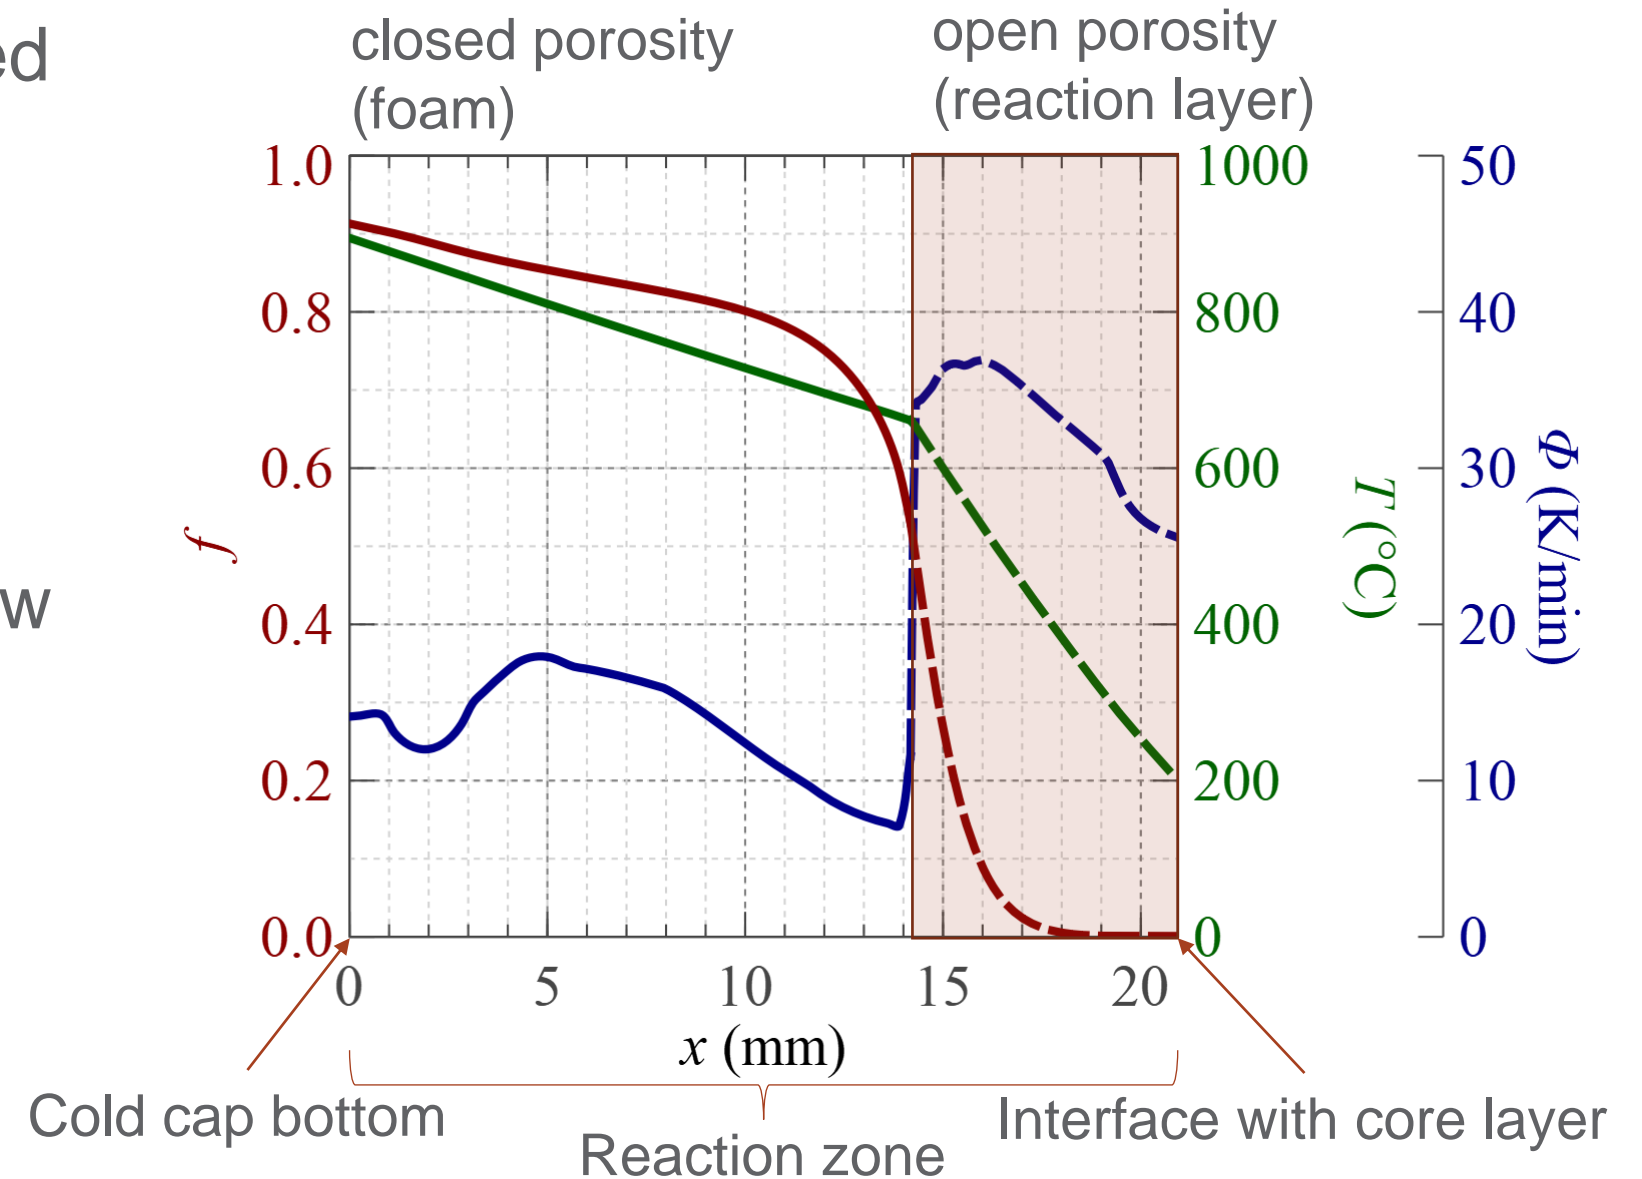 ed
w
closed porosity
(foam)
open porosity
(reaction layer)
1.0
0.8
0.6
0.4
0.2
0.0
f
1000
800
600
400
200
0
T (°C)
50
40
30
20
10
0
Φ (K/min)
0 5 10 15 20
x (mm)
Cold cap bottom
Reaction zone
Interface with core layer